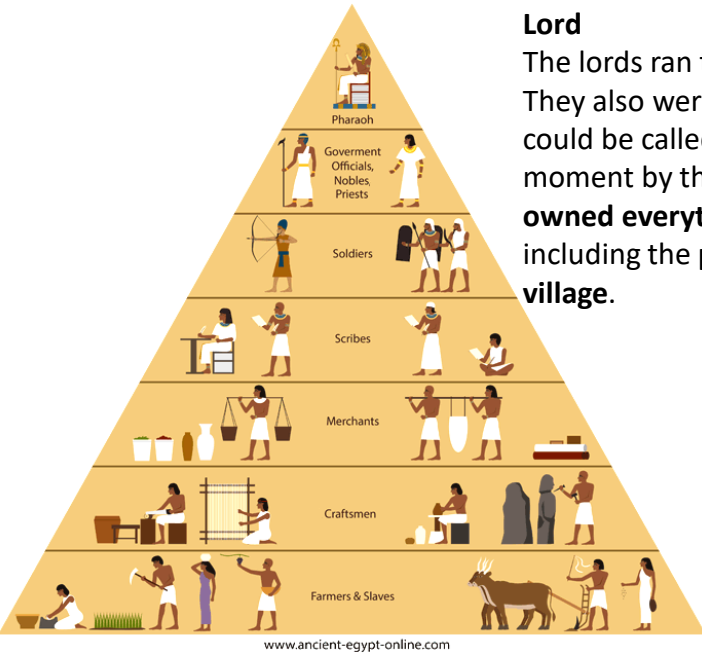 Lord
The lords ran
They also wer
could be called
moment by th
owned everyt
including the
village.
Pharaoh
Goverment
Officials,
Nobles,
Priests
Soldiers
Scribes
Merchants
Craftsmen
Farmers & Slaves
www.ancient-egypt-online.com